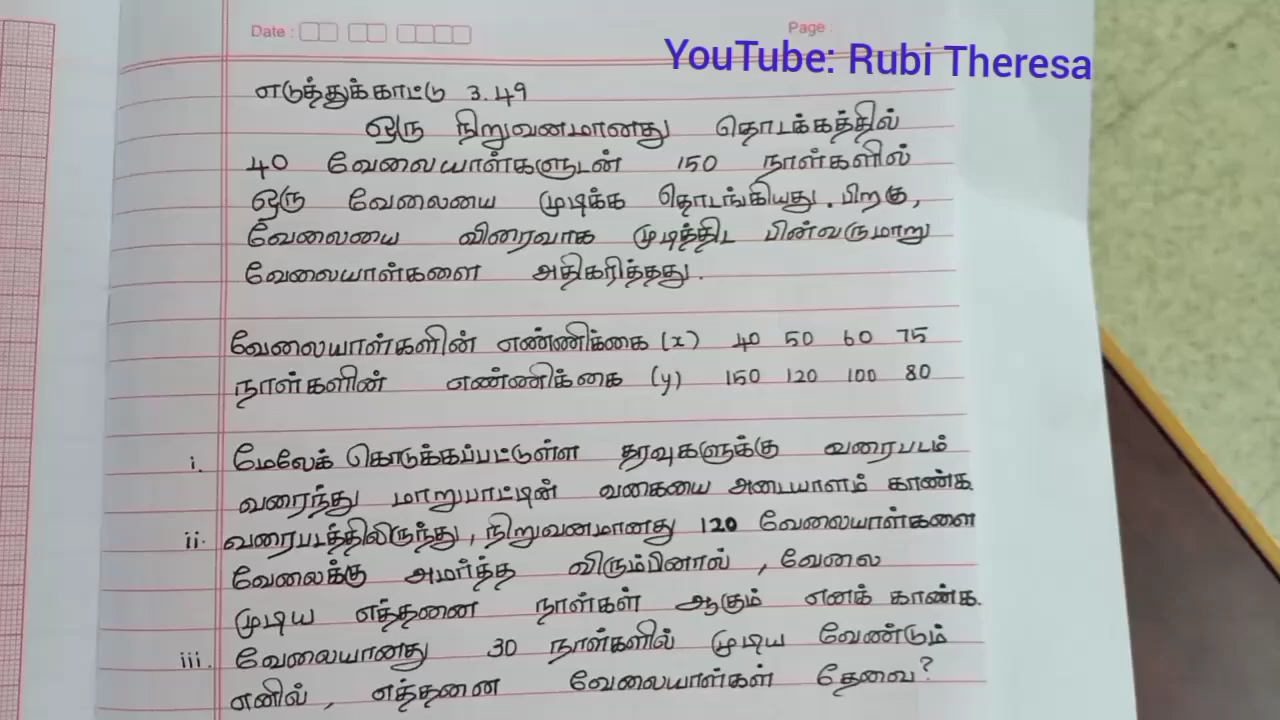 Date :
Page :
YouTube: Rubi Theresa
எடுத்துக்காட்டு 3.49
ஒரு நிறுவனமானது தொடக்கத்தில்
40 வேலையாள்களுடன் 150 நாள்களில்
ஒரு வேலையை முடிக்க தொடங்கியது. பிறகு,
வேலையை விரைவாக முடித்திட பின்வருமாறு
வேலையாள்களை அதிகரித்தது.
வேலையாள்களின் எண்ணிக்கை (x) 40 50 60 75
நாள்களின் எண்ணிக்கை (y) 150 120 100 80
i. மேலேக் கொடுக்கப்பட்டுள்ள தரவுகளுக்கு வரைபடம்
வரைந்து மாறுபாட்டின் வகையை அடையாளம் காண்க
ii. வரைபடத்திலிருந்து, நிறுவனமானது 120 வேலையாள்களை
வேலைக்கு அமர்த்த விரும்பினால், வேலை
முடிய எத்தனை நாள்கள் ஆகும் எனக் காண்க.
iii. வேலையானது 30 நாள்களில் முடிய வேண்டும்
எனில், எத்தனை வேலையாள்கள் தேவை?